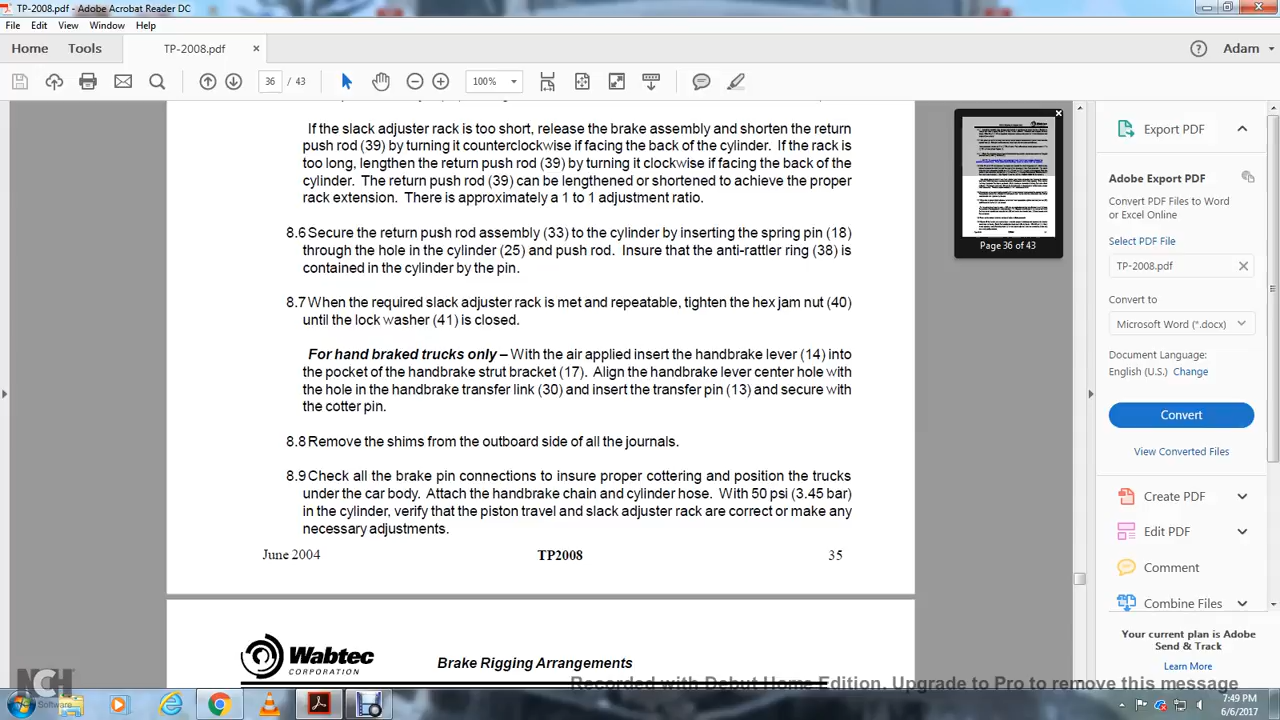 TP-2008.pdf - Adobe Acrobat Reader DC
File Edit View Window Help
Home Tools TP-2008.pdf × Adam
36 / 43 100%
If the slack adjuster rack is too short, release the brake assembly and shorten the return
push rod (39) by turning it counterclockwise if facing the back of the cylinder. If the rack is
too long, lengthen the return push rod (39) by turning it clockwise if facing the back of the
cylinder. The return push rod (39) can be lengthened or shortened to achieve the proper
rack extension. There is approximately a 1 to 1 adjustment ratio.
8.6 Secure the return push rod assembly (33) to the cylinder by inserting the spring pin (18)
through the hole in the cylinder (25) and push rod. Insure that the anti-rattler ring (38) is
contained in the cylinder by the pin.
8.7 When the required slack adjuster rack is met and repeatable, tighten the hex jam nut (40)
until the lock washer (41) is closed.
For hand braked trucks only – With the air applied insert the handbrake lever (14) into
the pocket of the handbrake strut bracket (17). Align the handbrake lever center hole with
the hole in the handbrake transfer link (30) and insert the transfer pin (13) and secure with
the cotter pin.
8.8 Remove the shims from the outboard side of all the journals.
8.9 Check all the brake pin connections to insure proper cottering and position the trucks
under the car body. Attach the handbrake chain and cylinder hose. With 50 psi (3.45 bar)
in the cylinder, verify that the piston travel and slack adjuster rack are correct or make any
necessary adjustments.
June 2004 TP2008 35
Wabtec
CORPORATION
Brake Rigging Arrangements
Page 36 of 43
Export PDF
Adobe Export PDF
Convert PDF Files to Word
or Excel Online
Select PDF File
TP-2008.pdf
Convert to
Microsoft Word (*.docx)
Document Language:
English (U.S.) Change
Convert
View Converted Files
Create PDF
Edit PDF
Comment
Combine Files
Your current plan is Adobe
Send & Track
Learn More
NCH
Software
Recorded with Debut Home Edition. Upgrade to Pro to remove this message
7:49 PM
6/6/2017